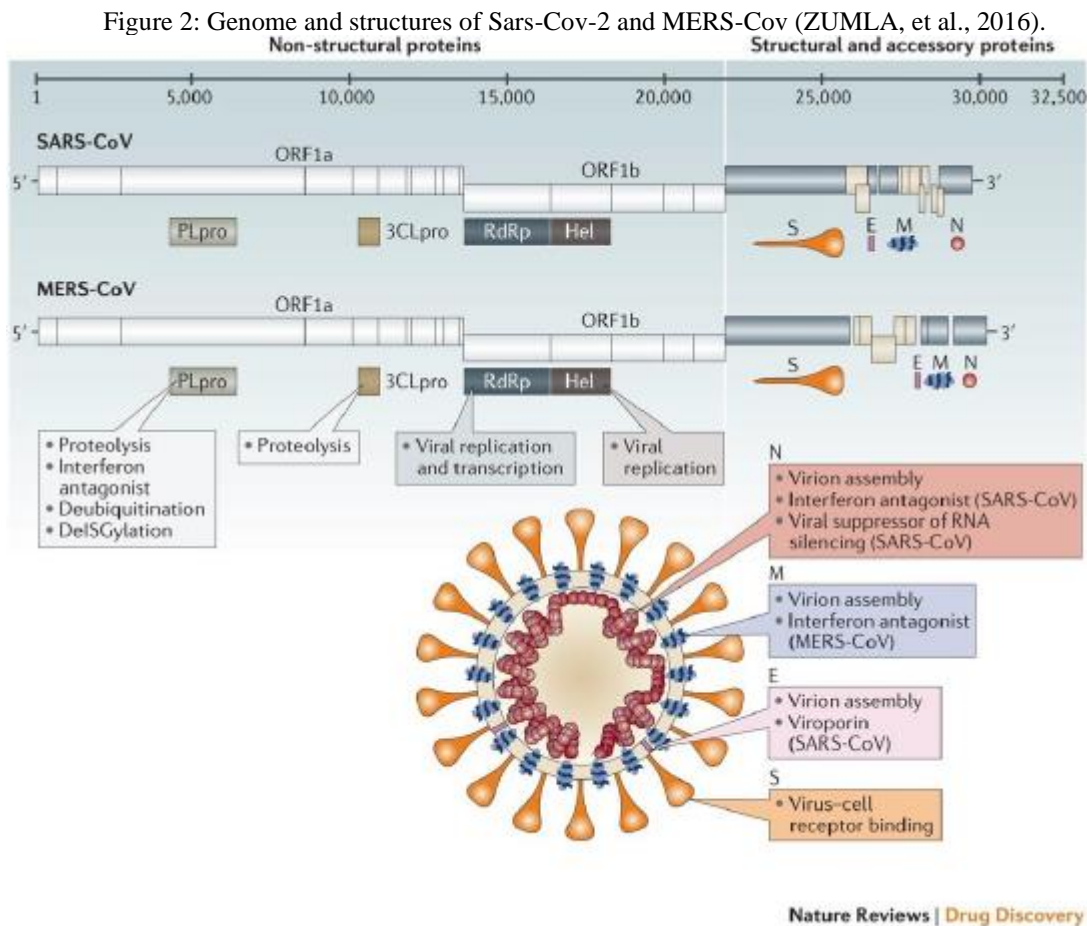 Figure 2: Genome and structures of Sars-Cov-2 and MERS-Cov (ZUMLA, et al., 2016).
Non-structural proteins
Structural and accessory proteins
1 5,000 10,000 15,000 20,000 25,000 30,000 32,500
SARS-CoV
ORF1a
ORF1b
5′
3′
PLpro
3CLpro
RdRp
Hel
S
E
M
N
MERS-CoV
ORF1a
ORF1b
5′
3′
PLpro
3CLpro
RdRp
Hel
S
E
M
N
• Proteolysis
• Interferon
antagonist
• Deubiquitination
• DeISGylation
• Proteolysis
• Viral replication
and transcription
• Viral
replication
N
• Virion assembly
• Interferon antagonist (SARS-CoV)
• Viral suppressor of RNA
silencing (SARS-CoV)
M
• Virion assembly
• Interferon antagonist
(MERS-CoV)
E
• Virion assembly
• Viroporin
(SARS-CoV)
S
• Virus–cell
receptor binding
Nature Reviews | Drug Discovery